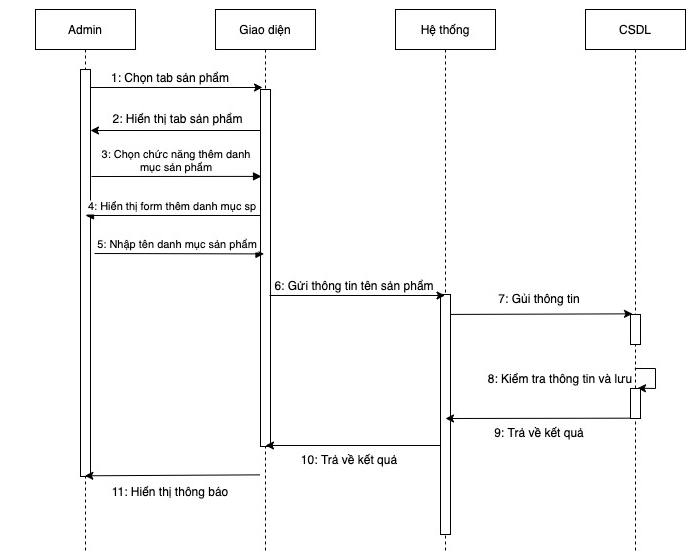 Admin
Giao diện
Hệ thống
CSDL
1: Chọn tab sản phẩm
2: Hiển thị tab sản phẩm
3: Chọn chức năng thêm danh
mục sản phẩm
4: Hiển thị form thêm danh mục sp
5: Nhập tên danh mục sản phẩm
6: Gửi thông tin tên sản phẩm
7: Gủi thông tin
8: Kiểm tra thông tin và lưu
9: Trả về kết quả
10: Trả về kết quả
11: Hiển thị thông báo